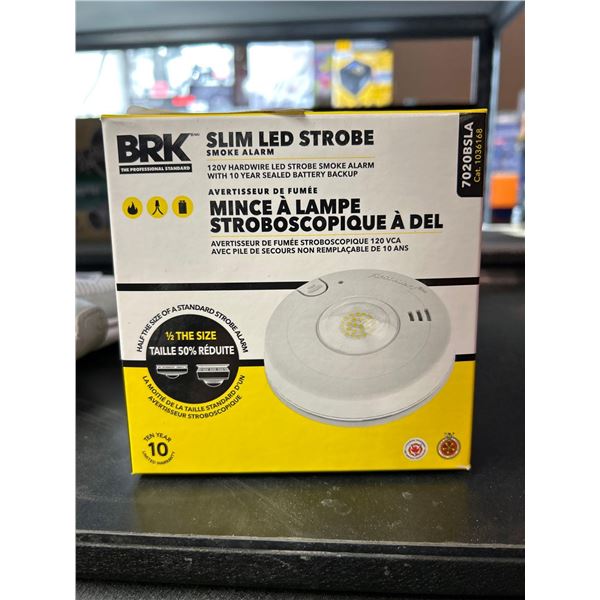 BRK
THE PROFESSIONAL STANDARD
SLIM LED STROBE
SMOKE ALARM
120V HARDWIRE LED STROBE SMOKE ALARM
WITH 10 YEAR SEALED BATTERY BACKUP
7020BSLA
Cat. 1036168
AVERTISSEUR DE FUMÉE
MINCE À LAMPE
STROBOSCOPIQUE À DEL
AVERTISSEUR DE FUMÉE STROBOSCOPIQUE 120 VCA
AVEC PILE DE SECOURS NON REMPLAÇABLE DE 10 ANS
HALF THE SIZE OF A STANDARD STROBE ALARM
½ THE SIZE
TAILLE 50% RÉDUITE
LA MOITIÉ DE LA TAILLE STANDARD D'UN
AVERTISSEUR STROBOSCOPIQUE
TEN YEAR
10
LIMITED WARRANTY